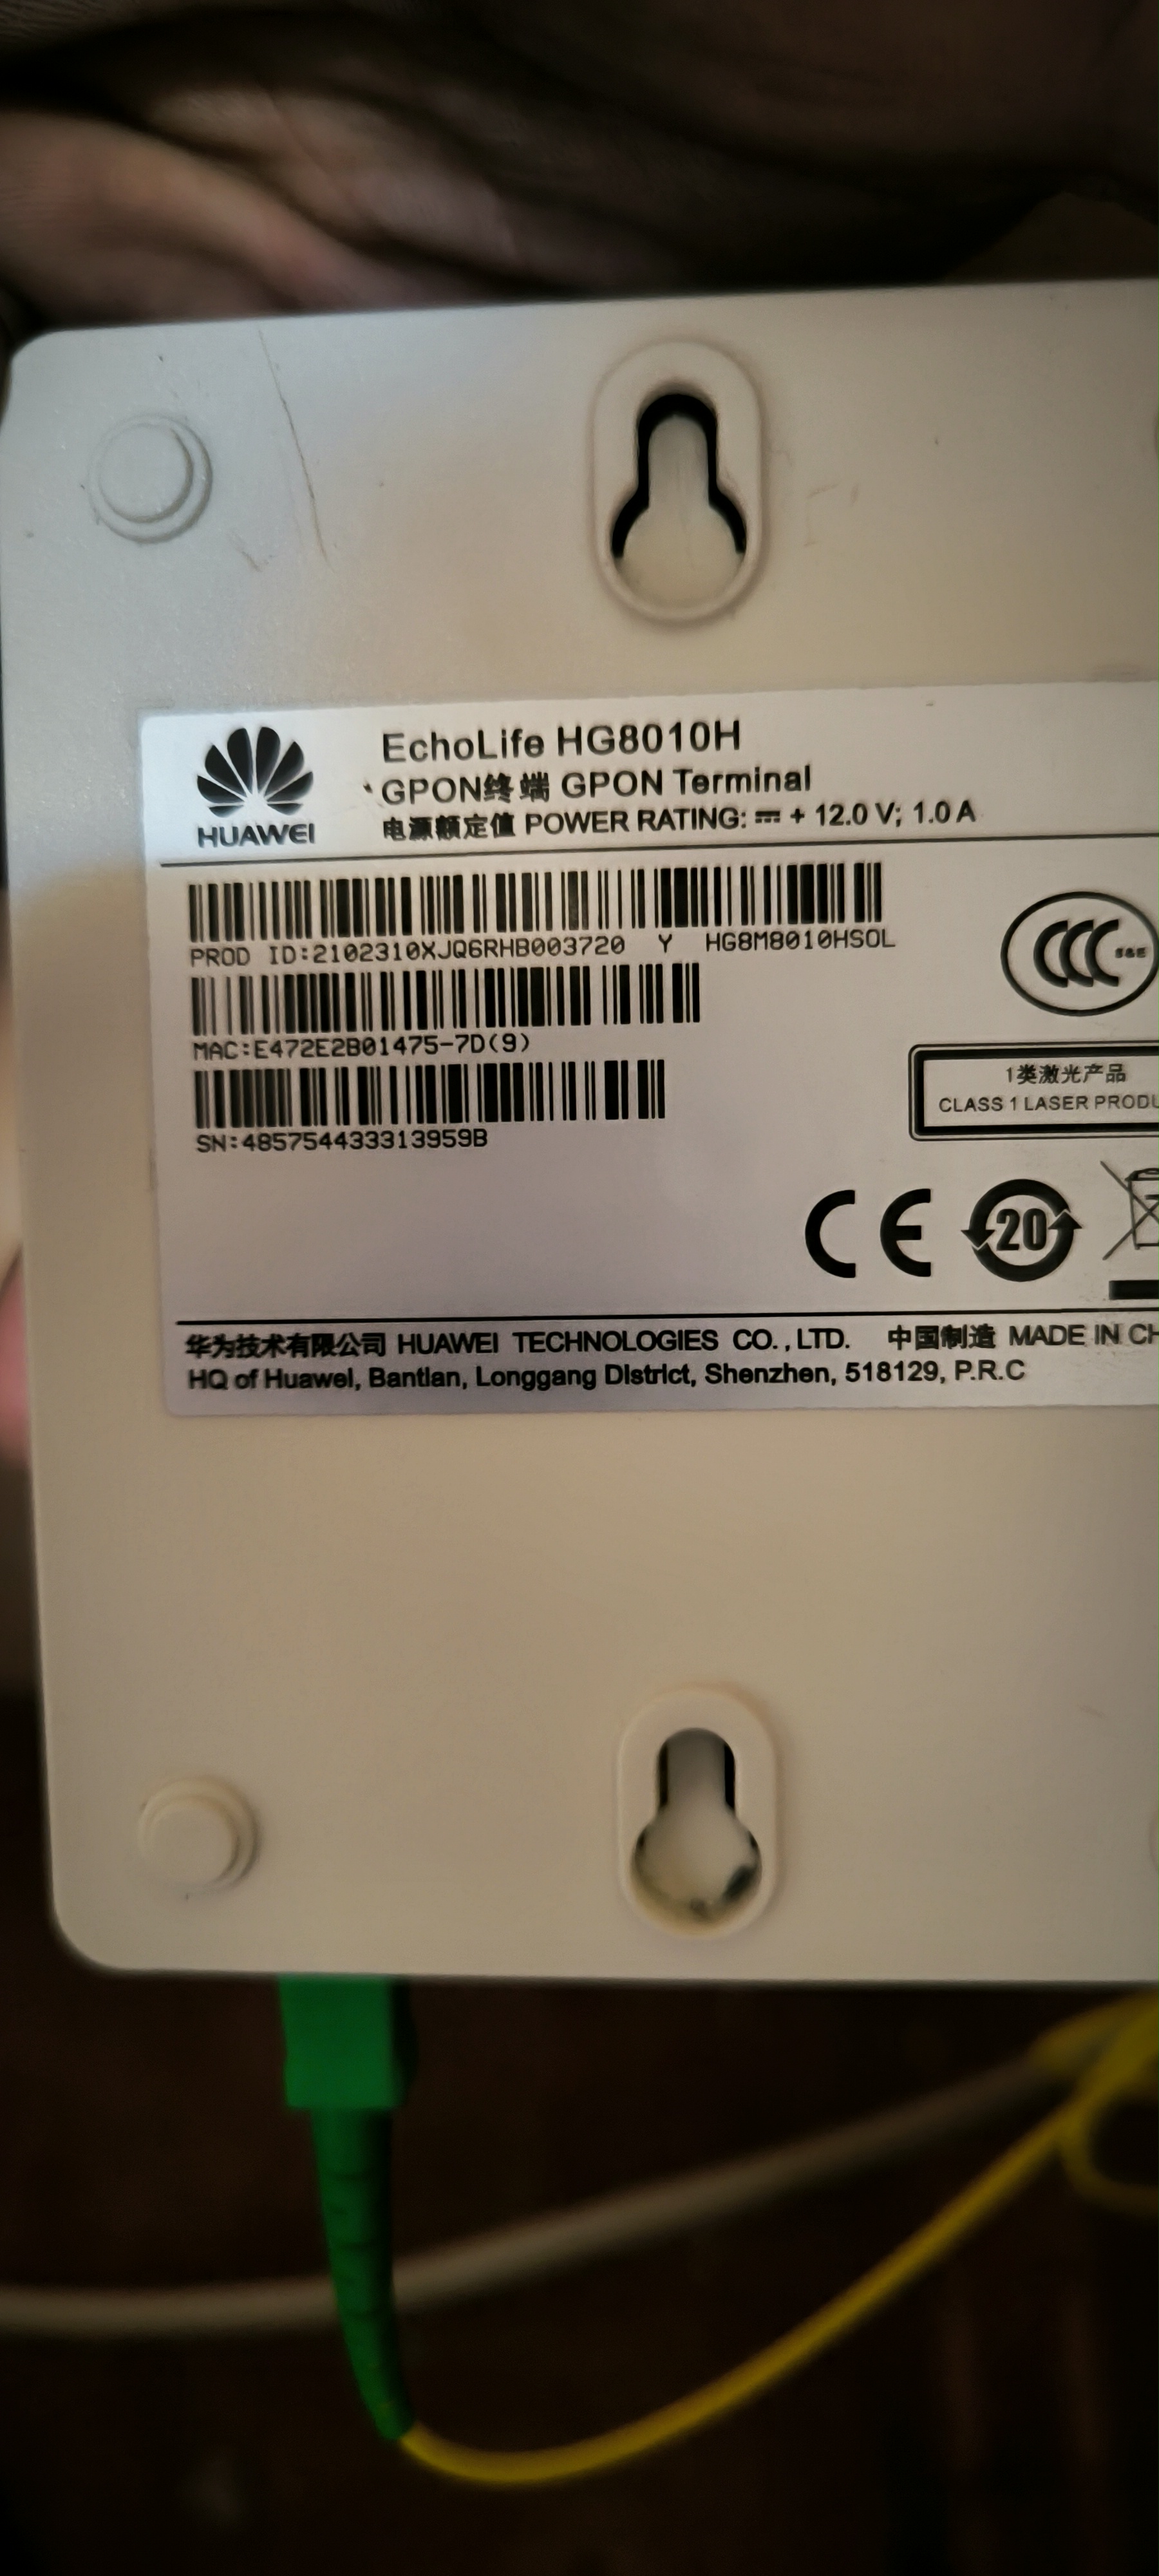 HUAWEI
EchoLife HG8010H
GPON终端 GPON Terminal
电源额定值 POWER RATING: ⎓ + 12.0 V; 1.0 A
PROD ID:2102310XJQ6RHB003720 Y HG8M8010HSOL
MAC:E472E2B01475-7D(9)
SN:485754433313959B
CCC S&E
1类激光产品
CLASS 1 LASER PRODU
CE 20
华为技术有限公司 HUAWEI TECHNOLOGIES CO.,LTD. 中国制造 MADE IN CH
HQ of Huawei, Bantian, Longgang District, Shenzhen, 518129, P.R.C